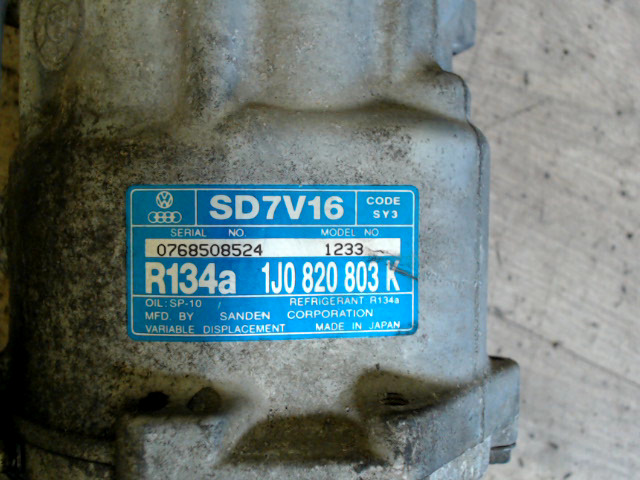 SD7V16 CODE SY3
SERIAL NO. MODEL NO.
0768508524 1233
R134a 1J0 820 803 K
OIL: SP-10 REFRIGERANT R134a
MFD. BY SANDEN CORPORATION
VARIABLE DISPLACEMENT MADE IN JAPAN